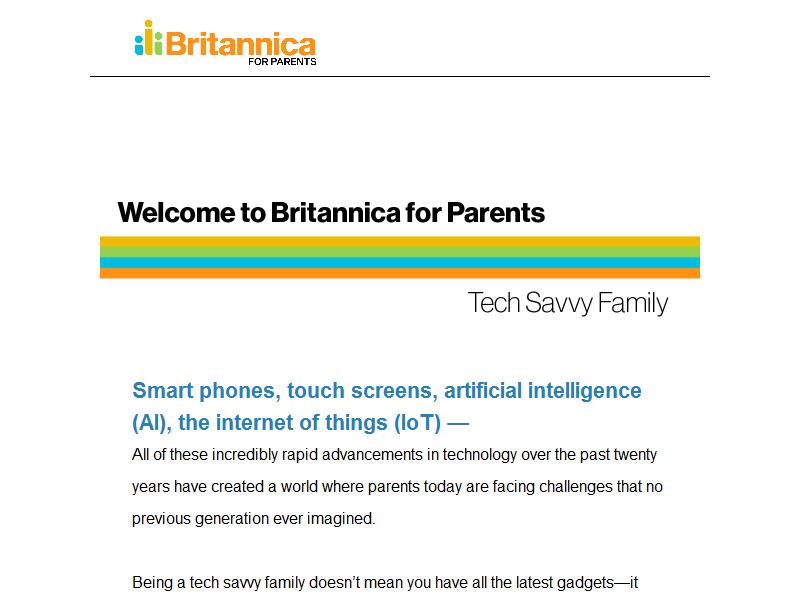 Britannica
FOR PARENTS
Welcome to Britannica for Parents
Tech Savvy Family
Smart phones, touch screens, artificial intelligence
(AI), the internet of things (IoT) —
All of these incredibly rapid advancements in technology over the past twenty
years have created a world where parents today are facing challenges that no
previous generation ever imagined.
Being a tech savvy family doesn’t mean you have all the latest gadgets—it